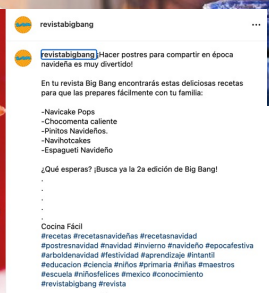 revistabigbang
revistabigbang ¡Hacer postres para compartir en época
navideña es muy divertido!
En tu revista Big Bang encontrarás estas deliciosas recetas
para que las prepares fácilmente con tu familia:
-Navicake Pops
-Chocomenta caliente
-Pinitos Navideños.
-Navihotcakes
-Espagueti Navideño
¿Qué esperas? ¡Busca ya la 2a edición de Big Bang!
.
.
.
.
.
Cocina Fácil
#recetas #recetasnavideñas #recetasnavidad
#postresnavidad #navidad #invierno #navideño #epocafestiva
#arboldenavidad #festividad #aprendizaje #intantil
#educacion #ciencia #niños #primaria #niñas #maestros
#escuela #niñosfelices #mexico #conocimiento
#revistabigbang #revista